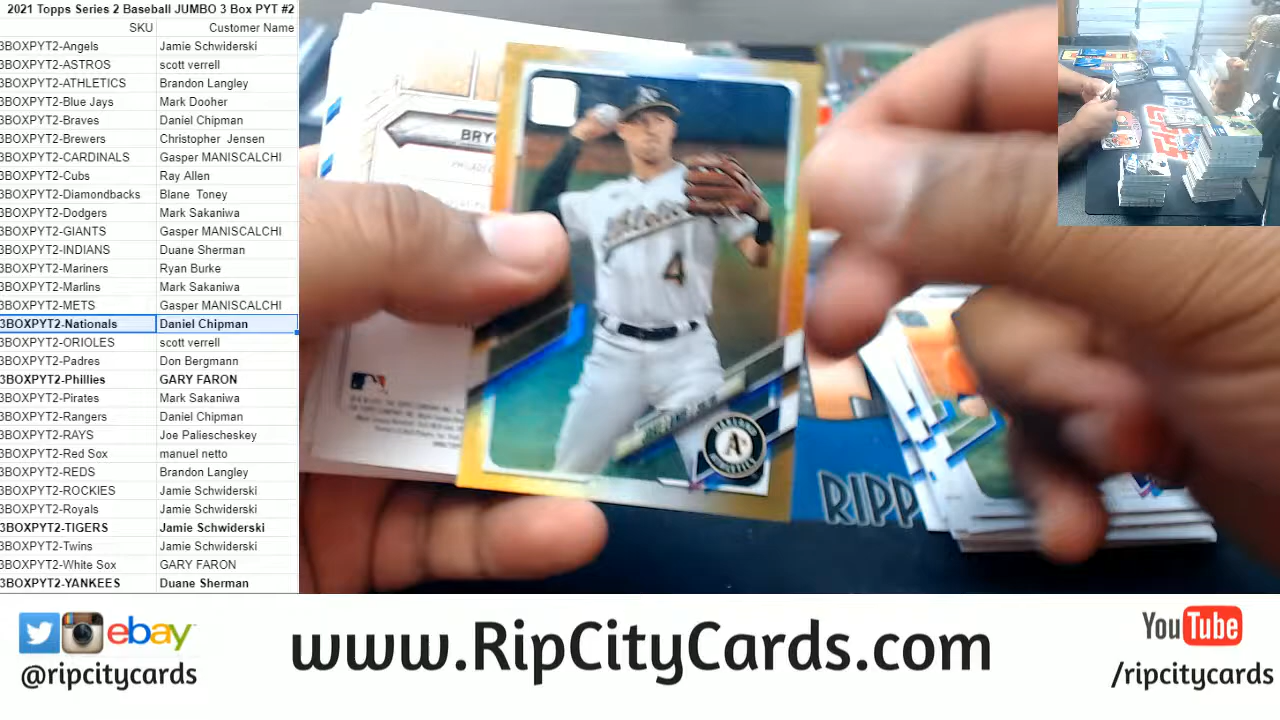 2021 Topps Series 2 Baseball JUMBO 3 Box PYT #2
SKU Customer Name
3BOXPYT2-Angels Jamie Schwiderski
3BOXPYT2-ASTROS scott verrell
3BOXPYT2-ATHLETICS Brandon Langley
3BOXPYT2-Blue Jays Mark Dooher
3BOXPYT2-Braves Daniel Chipman
3BOXPYT2-Brewers Christopher Jensen
3BOXPYT2-CARDINALS Gasper MANISCALCHI
3BOXPYT2-Cubs Ray Allen
3BOXPYT2-Diamondbacks Blane Toney
3BOXPYT2-Dodgers Mark Sakaniwa
3BOXPYT2-GIANTS Gasper MANISCALCHI
3BOXPYT2-INDIANS Duane Sherman
3BOXPYT2-Mariners Ryan Burke
3BOXPYT2-Marlins Mark Sakaniwa
3BOXPYT2-METS Gasper MANISCALCHI
3BOXPYT2-Nationals Daniel Chipman
3BOXPYT2-ORIOLES scott verrell
3BOXPYT2-Padres Don Bergmann
3BOXPYT2-Phillies GARY FARON
3BOXPYT2-Pirates Mark Sakaniwa
3BOXPYT2-Rangers Daniel Chipman
3BOXPYT2-RAYS Joe Paliescheskey
3BOXPYT2-Red Sox manuel netto
3BOXPYT2-REDS Brandon Langley
3BOXPYT2-ROCKIES Jamie Schwiderski
3BOXPYT2-Royals Jamie Schwiderski
3BOXPYT2-TIGERS Jamie Schwiderski
3BOXPYT2-Twins Jamie Schwiderski
3BOXPYT2-White Sox GARY FARON
3BOXPYT2-YANKEES Duane Sherman
BRYC
Athletics
4
A's
RIPP
ebay
@ripcitycards
www.RipCityCards.com
YouTube
/ripcitycards